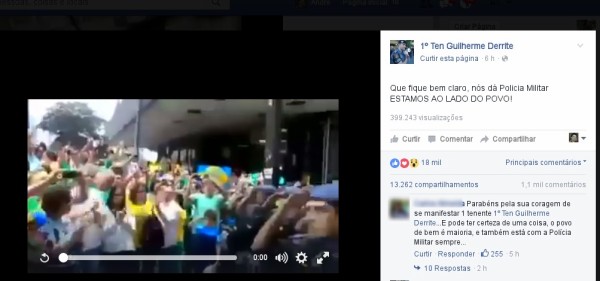 1º Ten Guilherme Derrite
Curtir esta página · 6 h ·
Que fique bem claro, nós dá Policia Militar
ESTAMOS AO LADO DO POVO!
399.243 visualizações
Curtir Comentar Compartilhar
18 mil Principais comentários
13.262 compartilhamentos 1,1 mil comentários
Parabéns pela sua coragem de
se manifestar 1 tenente 1º Ten Guilherme
Derrite...E pode ter certeza de uma coisa, o povo
de bem é maioria, e também está com a Polícia
Militar sempre...
Curtir · Responder · 255 · 5 h
10 Respostas · 2 h
0:00